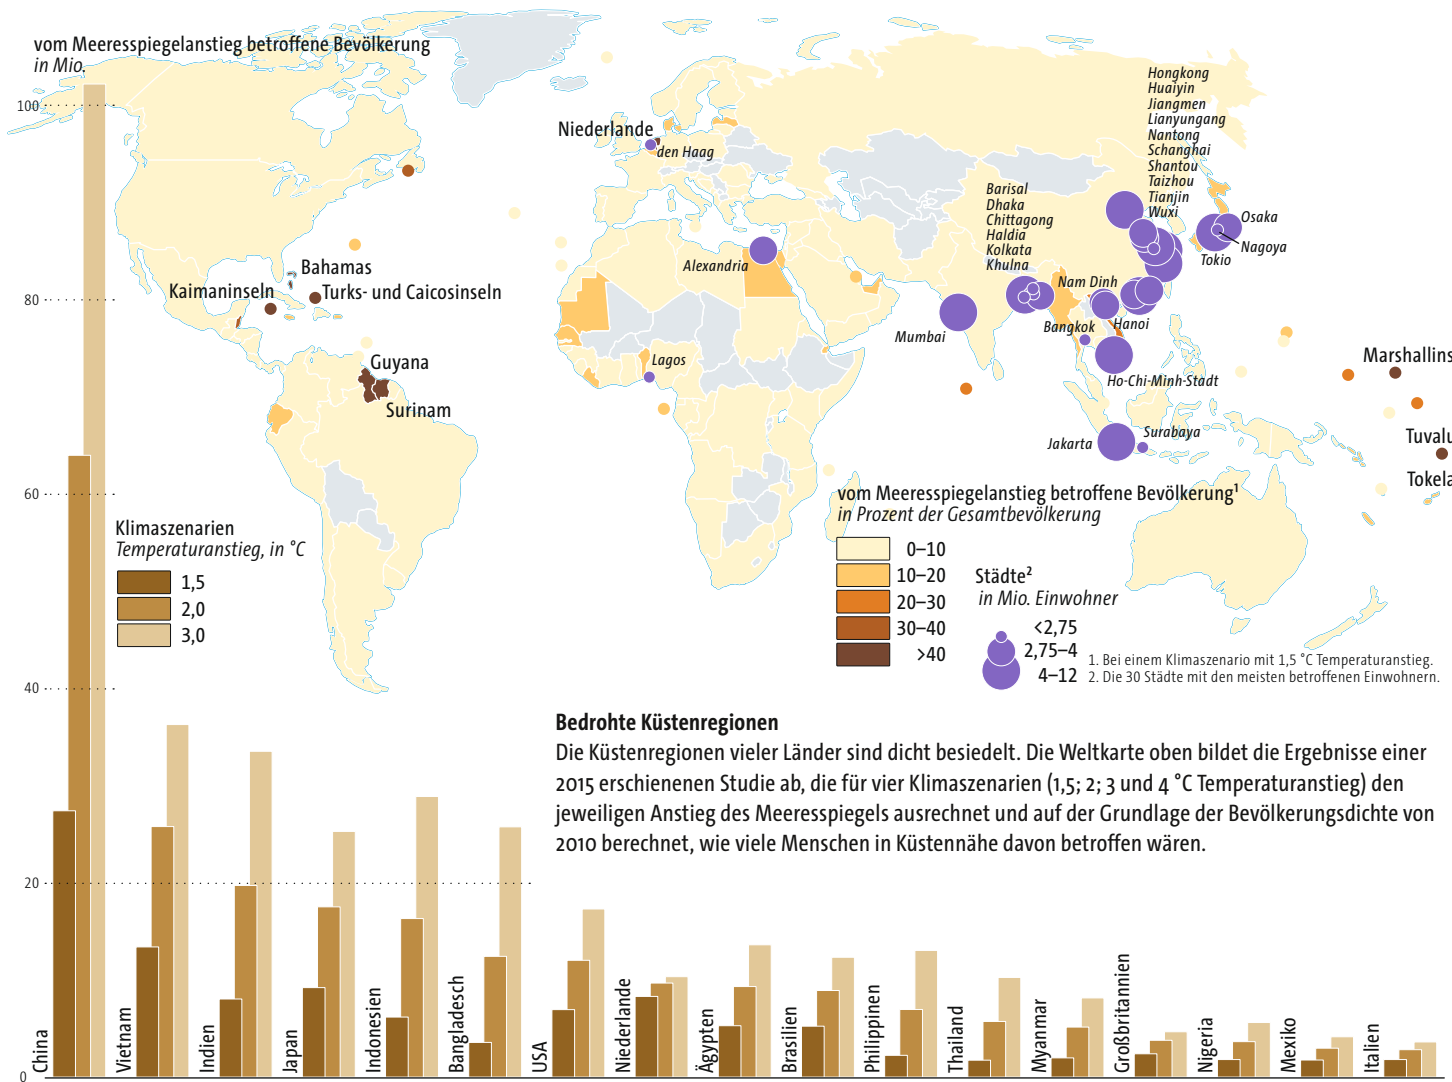 vom Meeresspiegelanstieg betroffene Bevölkerung
in Mio.
100
80
60
40
20
0
Klimaszenarien
Temperaturanstieg, in °C
1,5
2,0
3,0
Niederlande
den Haag
Bahamas
Kaimaninseln
Turks- und Caicosinseln
Guyana
Surinam
Alexandria
Lagos
Mumbai
Barisal
Dhaka
Chittagong
Haldia
Kolkata
Khulna
Hongkong
Huaiyin
Jiangmen
Lianyungang
Nantong
Schanghai
Shantou
Taizhou
Tianjin
Wuxi
Osaka
Nagoya
Tokio
Nam Dinh
Hanoi
Bangkok
Ho-Chi-Minh-Stadt
Jakarta
Surabaya
Marshallins
Tuvalu
Tokela
vom Meeresspiegelanstieg betroffene Bevölkerung¹
in Prozent der Gesamtbevölkerung
0–10
10–20
20–30
30–40
>40
Städte²
in Mio. Einwohner
<2,75
2,75–4
4–12
1. Bei einem Klimaszenario mit 1,5 °C Temperaturanstieg.
2. Die 30 Städte mit den meisten betroffenen Einwohnern.
Bedrohte Küstenregionen
Die Küstenregionen vieler Länder sind dicht besiedelt. Die Weltkarte oben bildet die Ergebnisse einer
2015 erschienenen Studie ab, die für vier Klimaszenarien (1,5; 2; 3 und 4 °C Temperaturanstieg) den
jeweiligen Anstieg des Meeresspiegels ausrechnet und auf der Grundlage der Bevölkerungsdichte von
2010 berechnet, wie viele Menschen in Küstennähe davon betroffen wären.
China
Vietnam
Indien
Japan
Indonesien
Bangladesch
USA
Niederlande
Ägypten
Brasilien
Philippinen
Thailand
Myanmar
Großbritannien
Nigeria
Mexiko
Italien